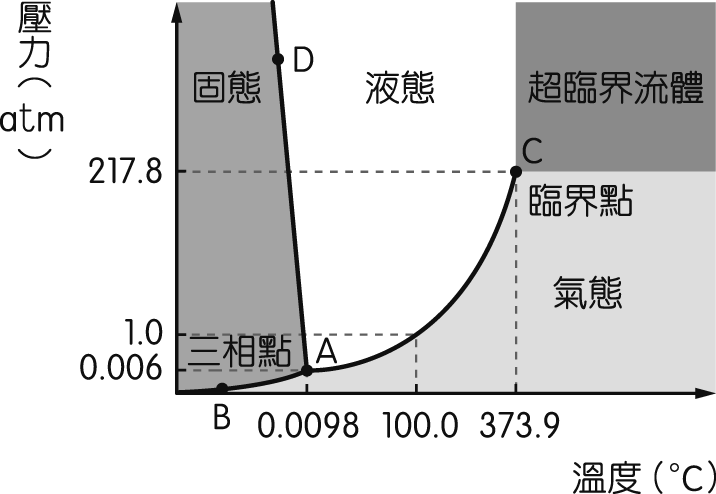 壓力（atm）
固態
D
液態
超臨界流體
C
217.8
臨界點
氣態
1.0
三相點
A
0.006
B
0.0098
100.0
373.9
溫度（°C）